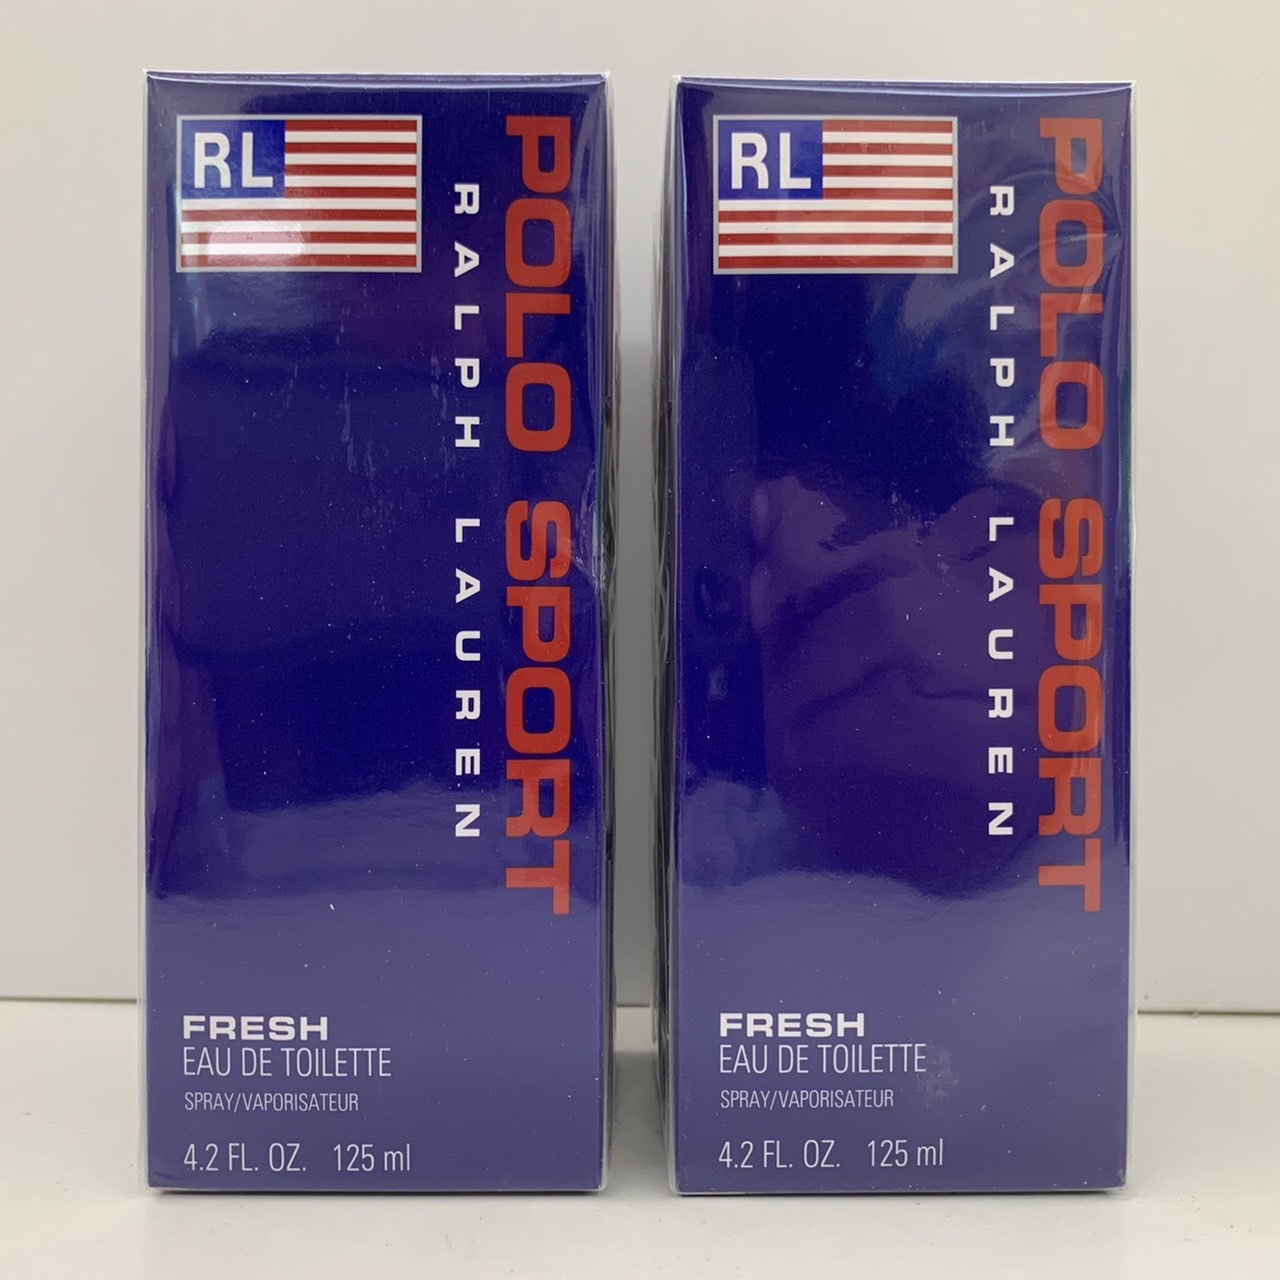 RL
POLO SPORT
RALPH LAUREN
FRESH
EAU DE TOILETTE
SPRAY/VAPORISATEUR
4.2 FL. OZ. 125 ml
RL
POLO SPORT
RALPH LAUREN
FRESH
EAU DE TOILETTE
SPRAY/VAPORISATEUR
4.2 FL. OZ. 125 ml